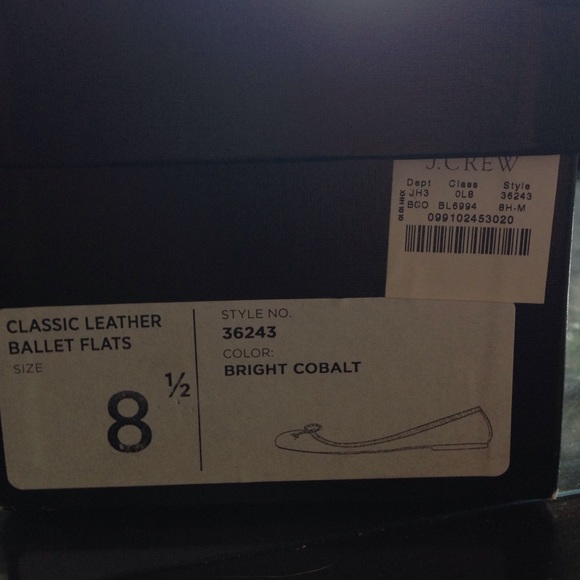 J.CREW
Dept Class Style
JH3 0LB 36243
BCO BL6994 8H-M
099102453020
CLASSIC LEATHER
BALLET FLATS
SIZE
8 ½
STYLE NO.
36243
COLOR:
BRIGHT COBALT